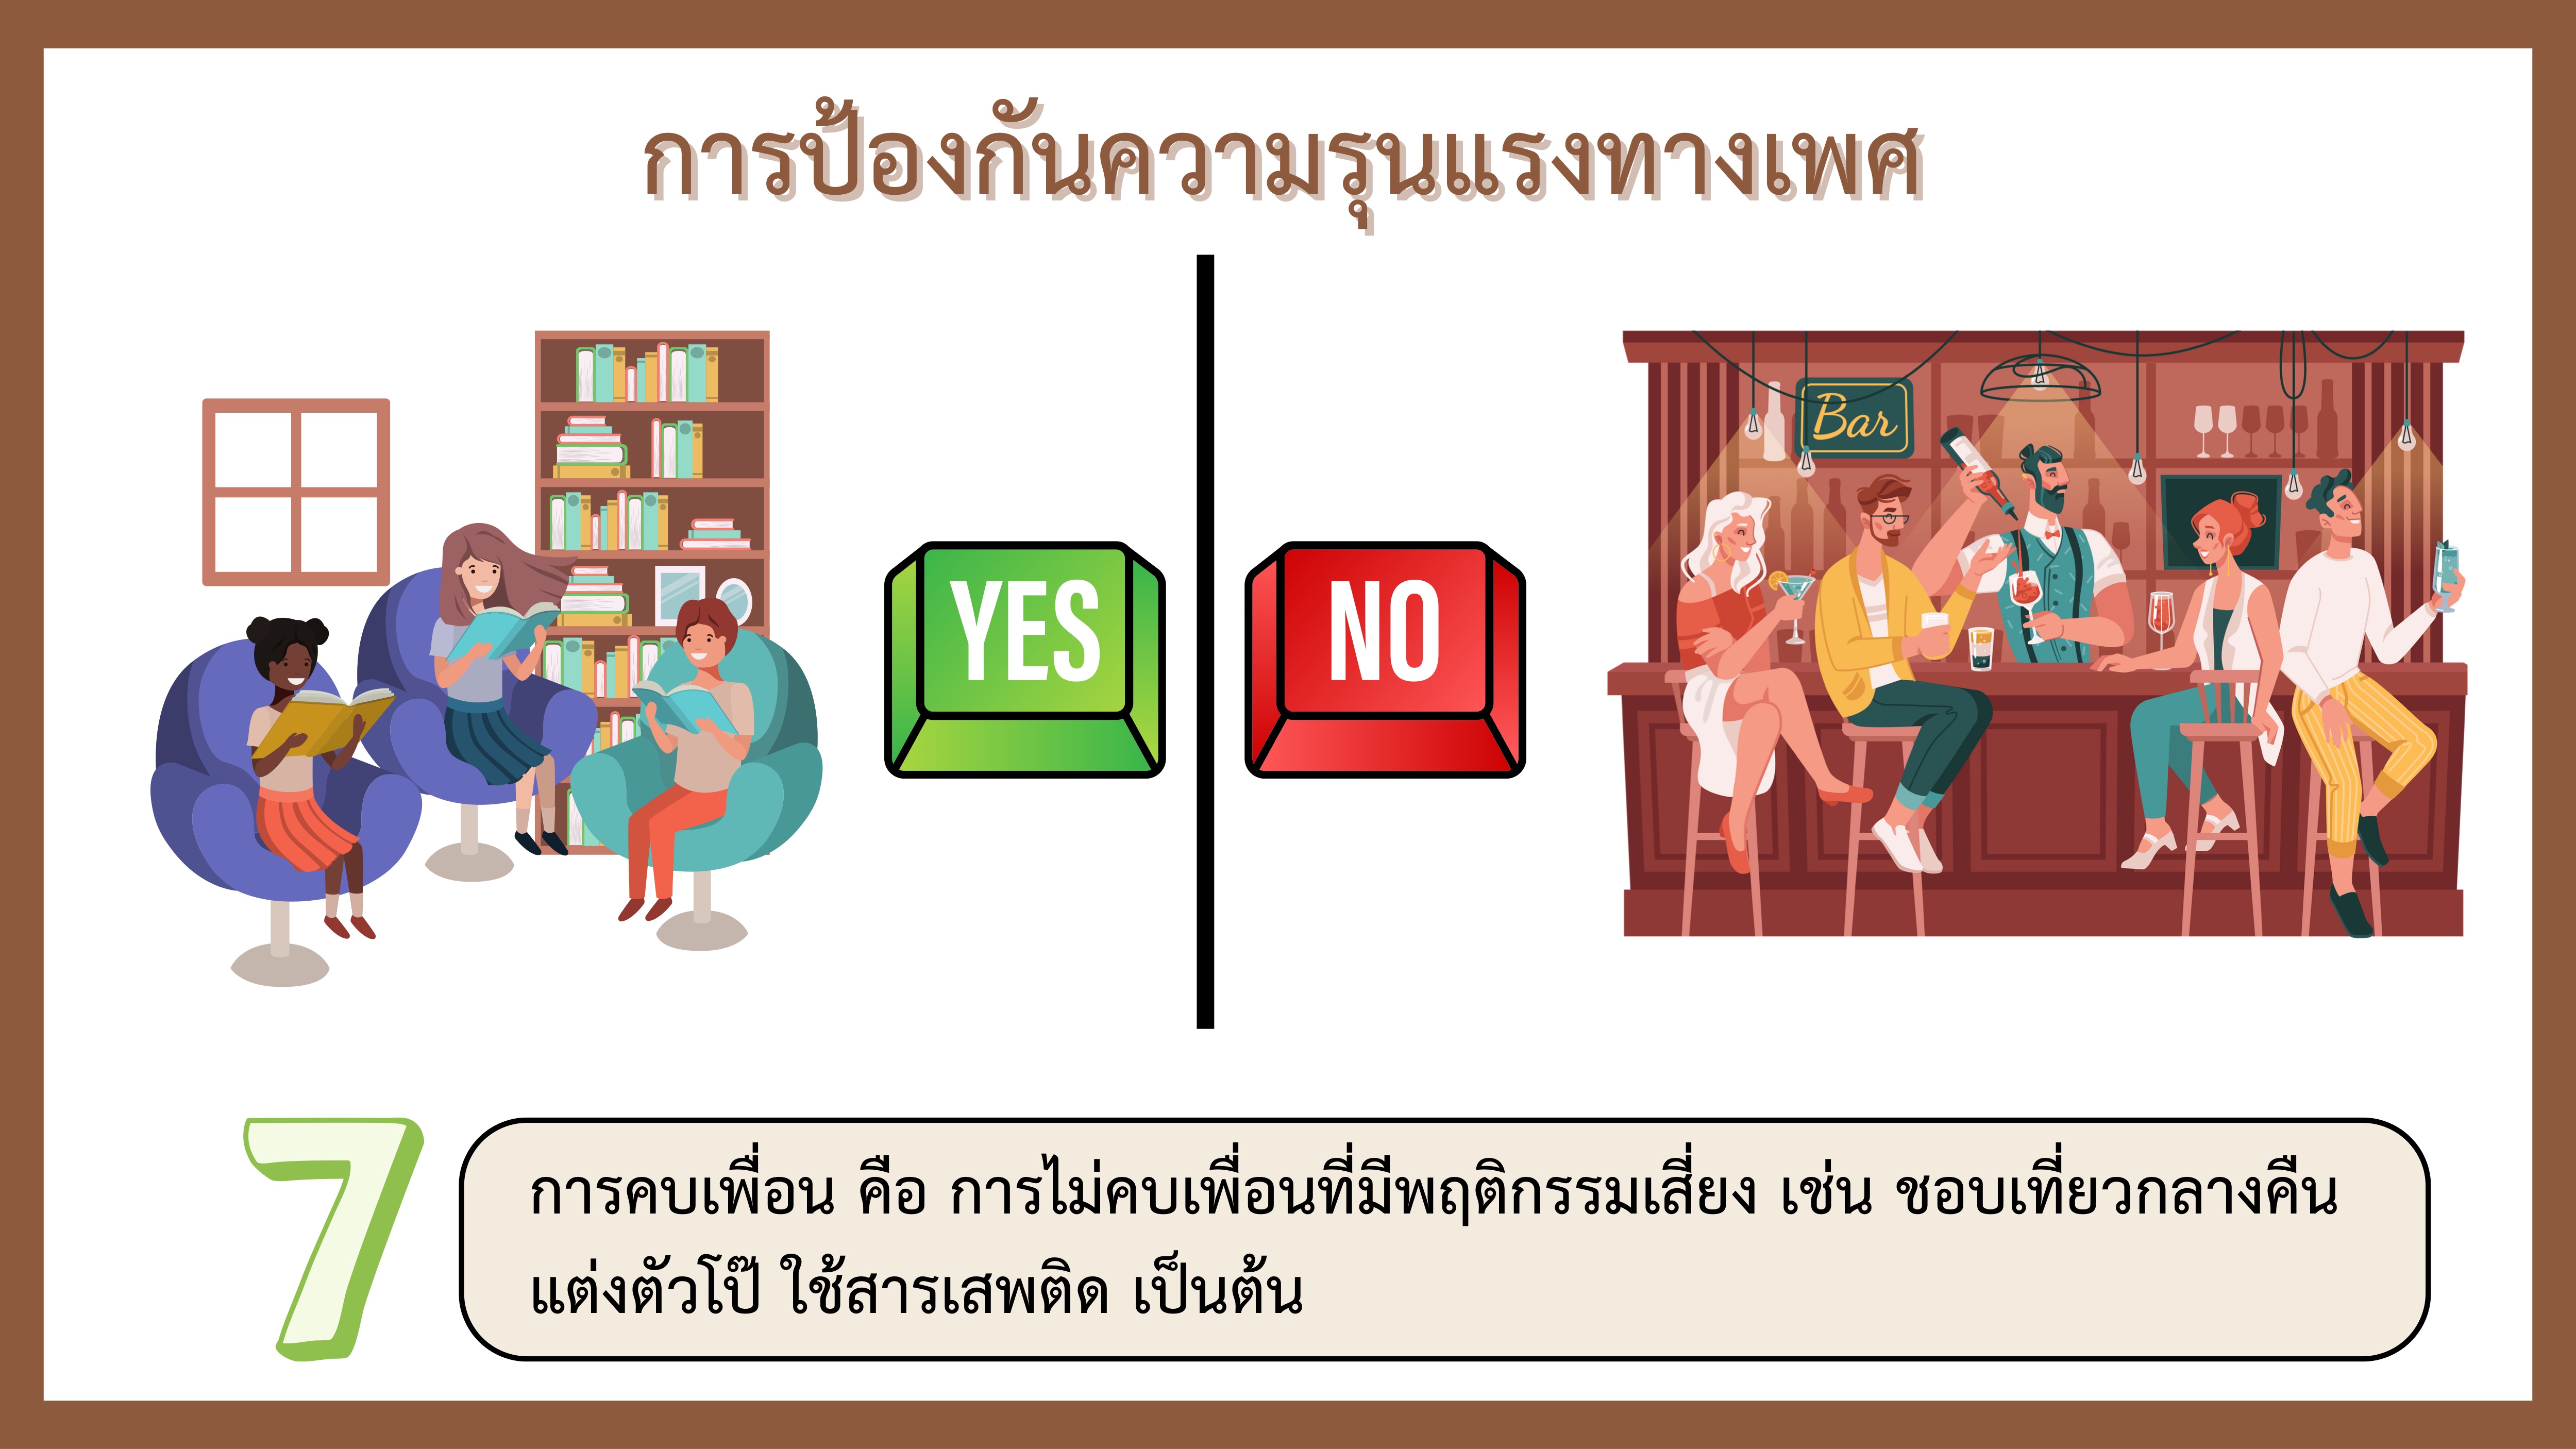 การป้องกันความรุนแรงทางเพศ
YES
NO
Bar
7
การคบเพื่อน คือ การไม่คบเพื่อนที่มีพฤติกรรมเสี่ยง เช่น ชอบเที่ยวกลางคืน
แต่งตัวโป๊ ใช้สารเสพติด เป็นต้น